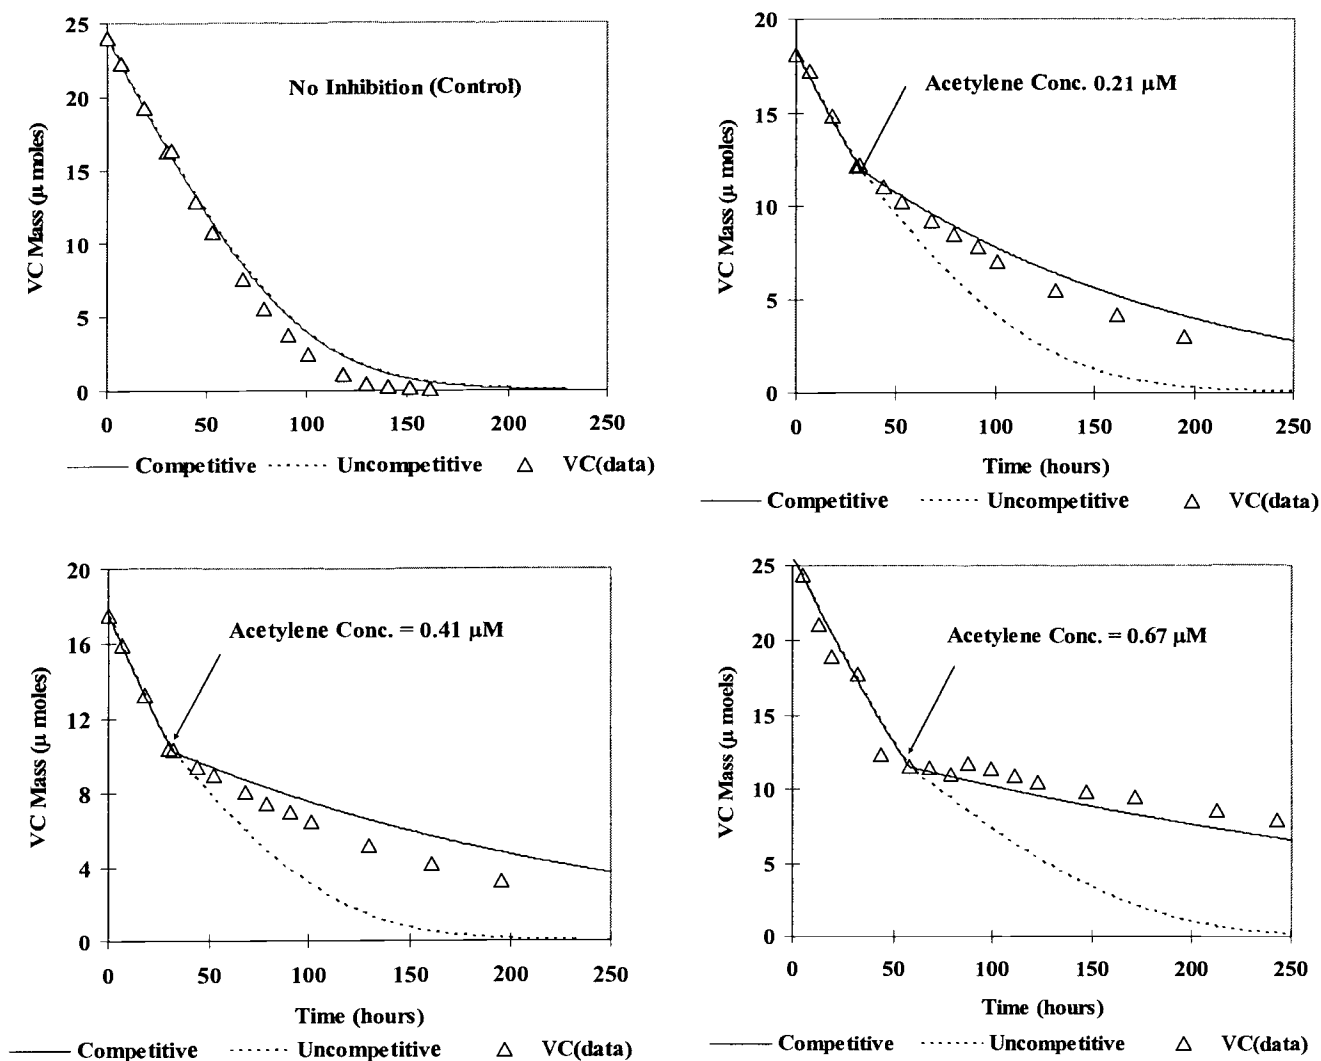 25
20
15
10
5
0
VC Mass (μ moles)
No Inhibition (Control)
0 50 100 150 200 250
Competitive Uncompetitive VC(data)
20
15
10
5
0
VC Mass (μ moles)
Acetylene Conc. 0.21 μM
0 50 100 150 200 250
Time (hours)
Competitive Uncompetitive VC(data)
20
16
12
8
4
0
VC Mass (μ moles)
Acetylene Conc. = 0.41 μM
0 50 100 150 200 250
Time (hours)
Competitive Uncompetitive VC(data)
25
20
15
10
5
0
VC Mass (μ moels)
Acetylene Conc. = 0.67 μM
0 50 100 150 200 250
Time (hours)
Competitive Uncompetitive VC(data)